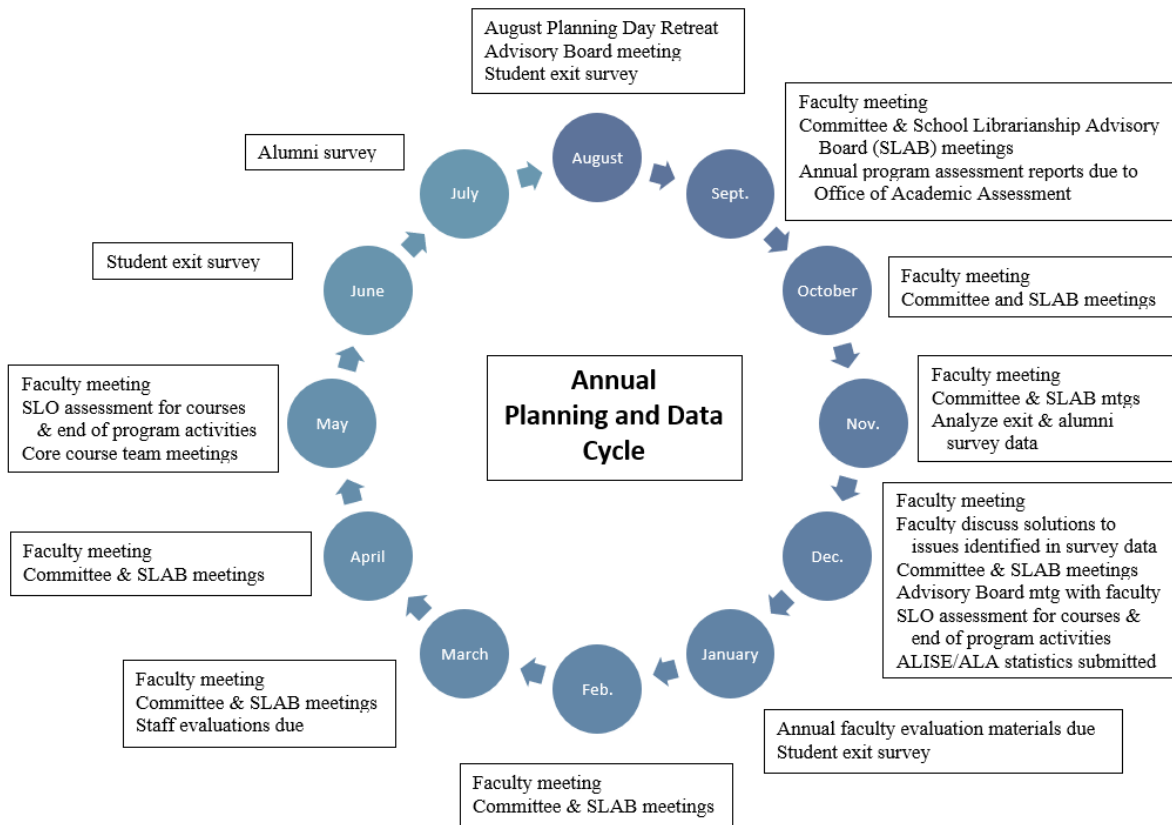 August Planning Day Retreat
Advisory Board meeting
Student exit survey
August
Faculty meeting
Committee & School Librarianship Advisory
Board (SLAB) meetings
Annual program assessment reports due to
Office of Academic Assessment
Sept.
Faculty meeting
Committee and SLAB meetings
October
Faculty meeting
Committee & SLAB mtgs
Analyze exit & alumni
survey data
Nov.
Faculty meeting
Faculty discuss solutions to
issues identified in survey data
Committee & SLAB meetings
Advisory Board mtg with faculty
SLO assessment for courses &
end of program activities
ALISE/ALA statistics submitted
Dec.
Annual faculty evaluation materials due
Student exit survey
January
Faculty meeting
Committee & SLAB meetings
Feb.
Faculty meeting
Committee & SLAB meetings
Staff evaluations due
March
Faculty meeting
Committee & SLAB meetings
April
Faculty meeting
SLO assessment for courses
& end of program activities
Core course team meetings
May
Student exit survey
June
Alumni survey
July
Annual
Planning and Data
Cycle